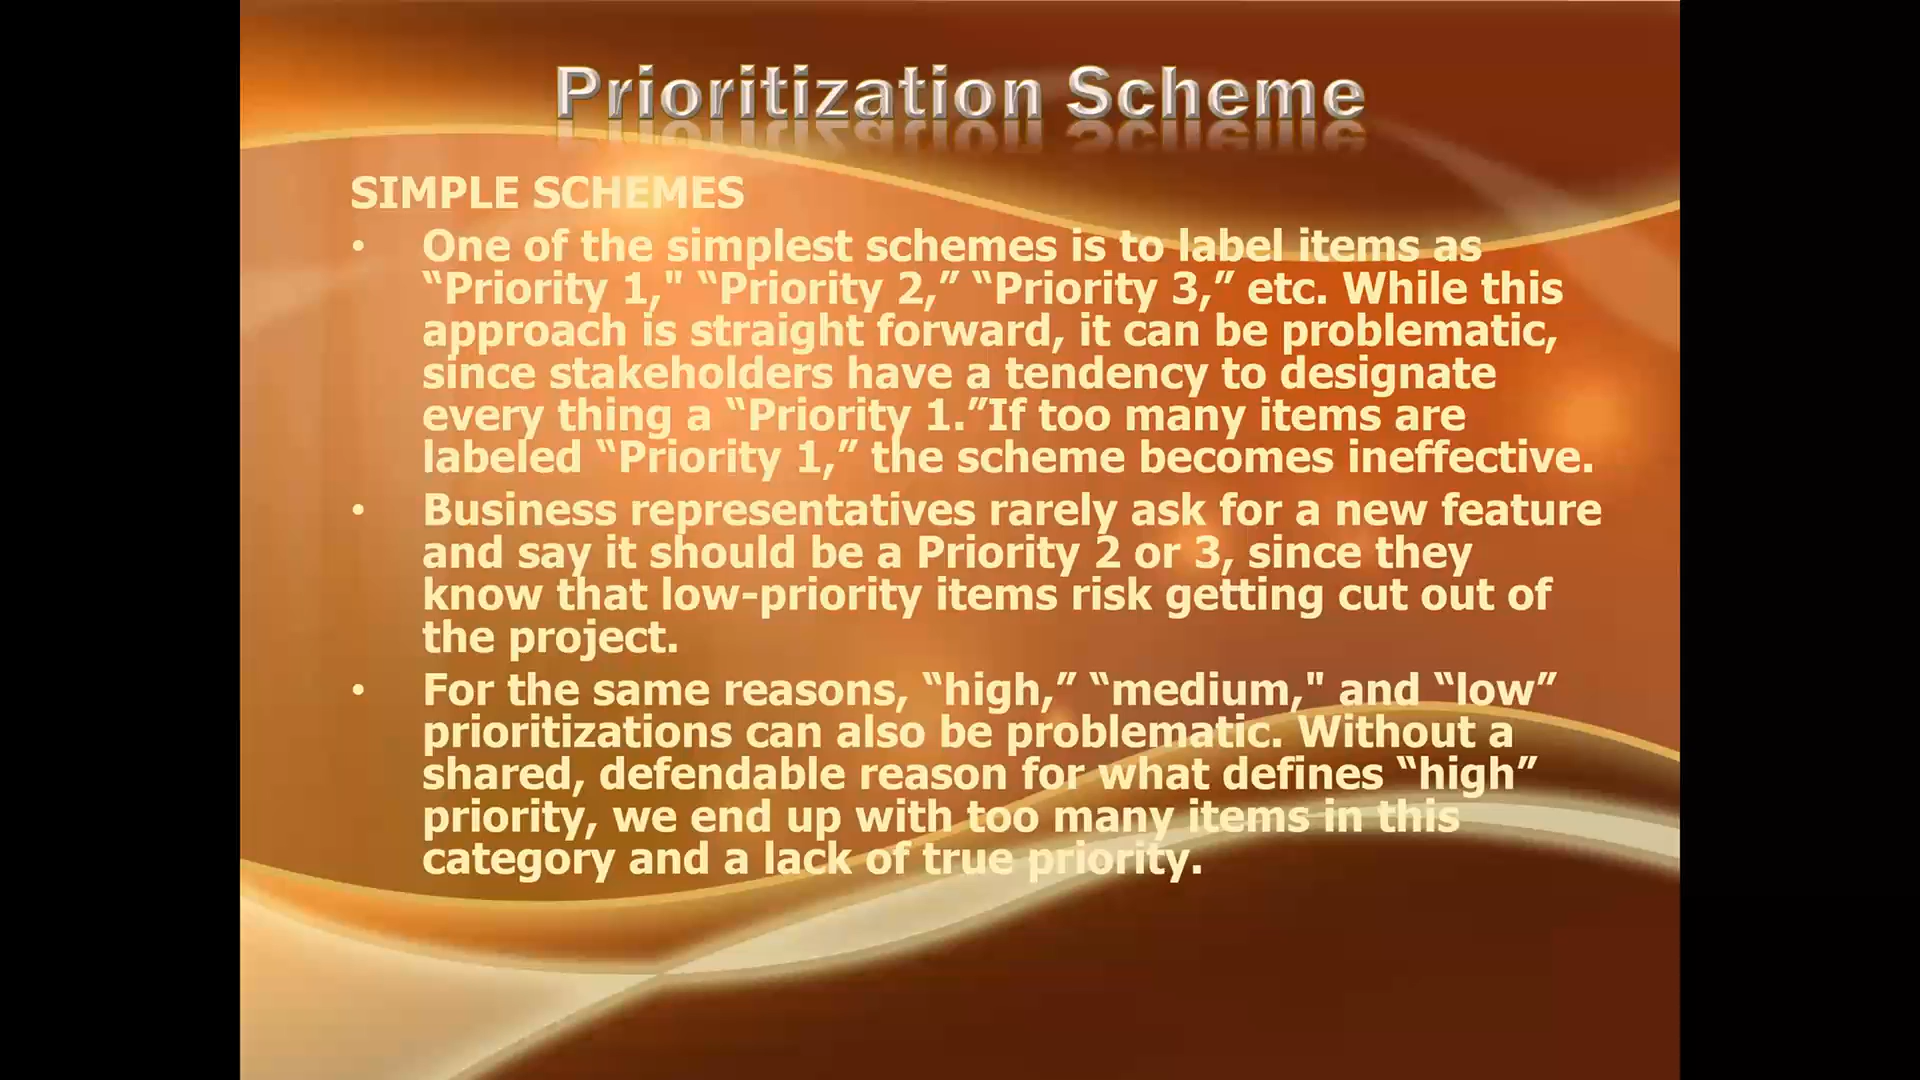 Prioritization Scheme
SIMPLE SCHEMES
• One of the simplest schemes is to label items as
“Priority 1," “Priority 2,” “Priority 3,” etc. While this
approach is straight forward, it can be problematic,
since stakeholders have a tendency to designate
every thing a “Priority 1.”If too many items are
labeled “Priority 1,” the scheme becomes ineffective.
• Business representatives rarely ask for a new feature
and say it should be a Priority 2 or 3, since they
know that low-priority items risk getting cut out of
the project.
• For the same reasons, “high,” “medium," and “low”
prioritizations can also be problematic. Without a
shared, defendable reason for what defines “high”
priority, we end up with too many items in this
category and a lack of true priority.